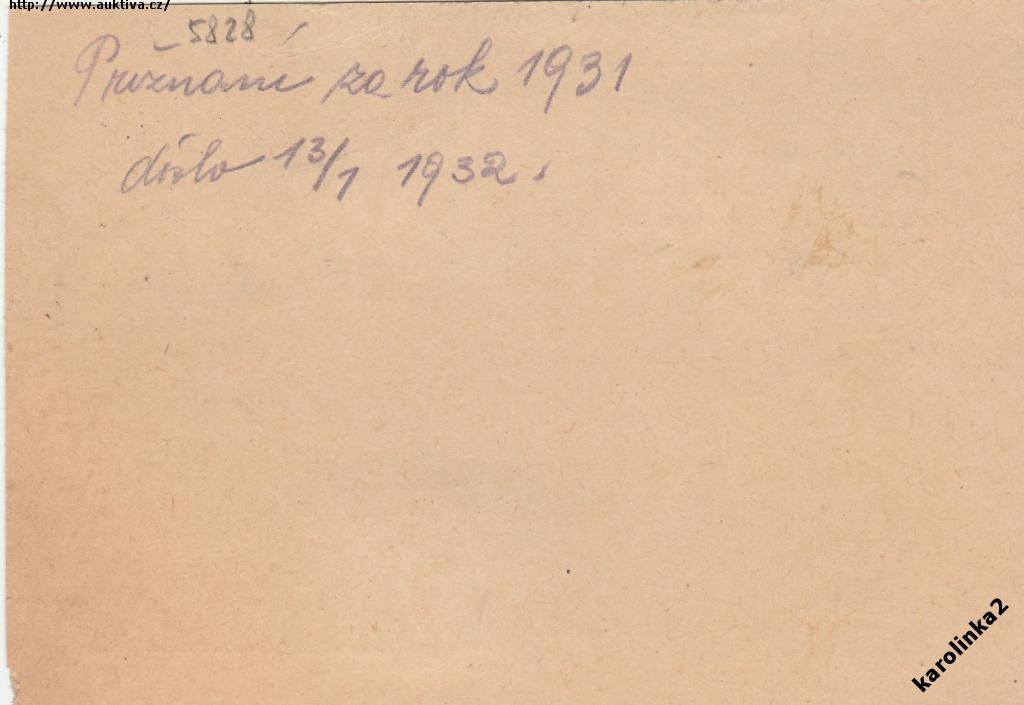 http://www.auktiva.cz/
5828
Přiznání za rok 1931
došlo 13/1 1932.
karolinka2